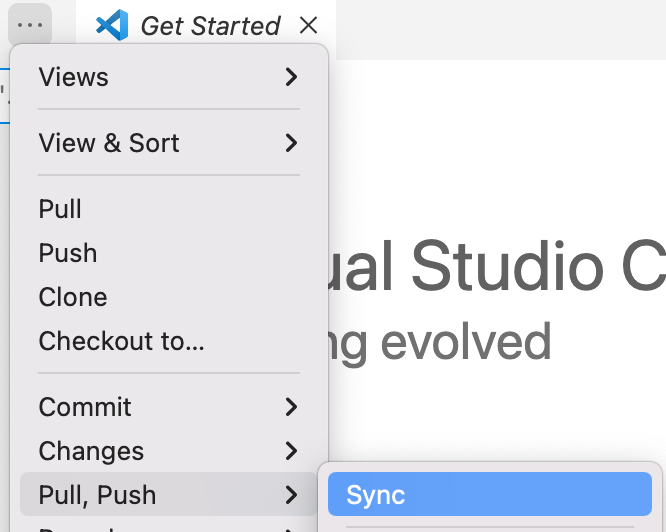 Get Started
Views
View & Sort
Pull
Push
Clone
Checkout to...
ual Studio C
ng evolved
Commit
Changes
Pull, Push
Sync